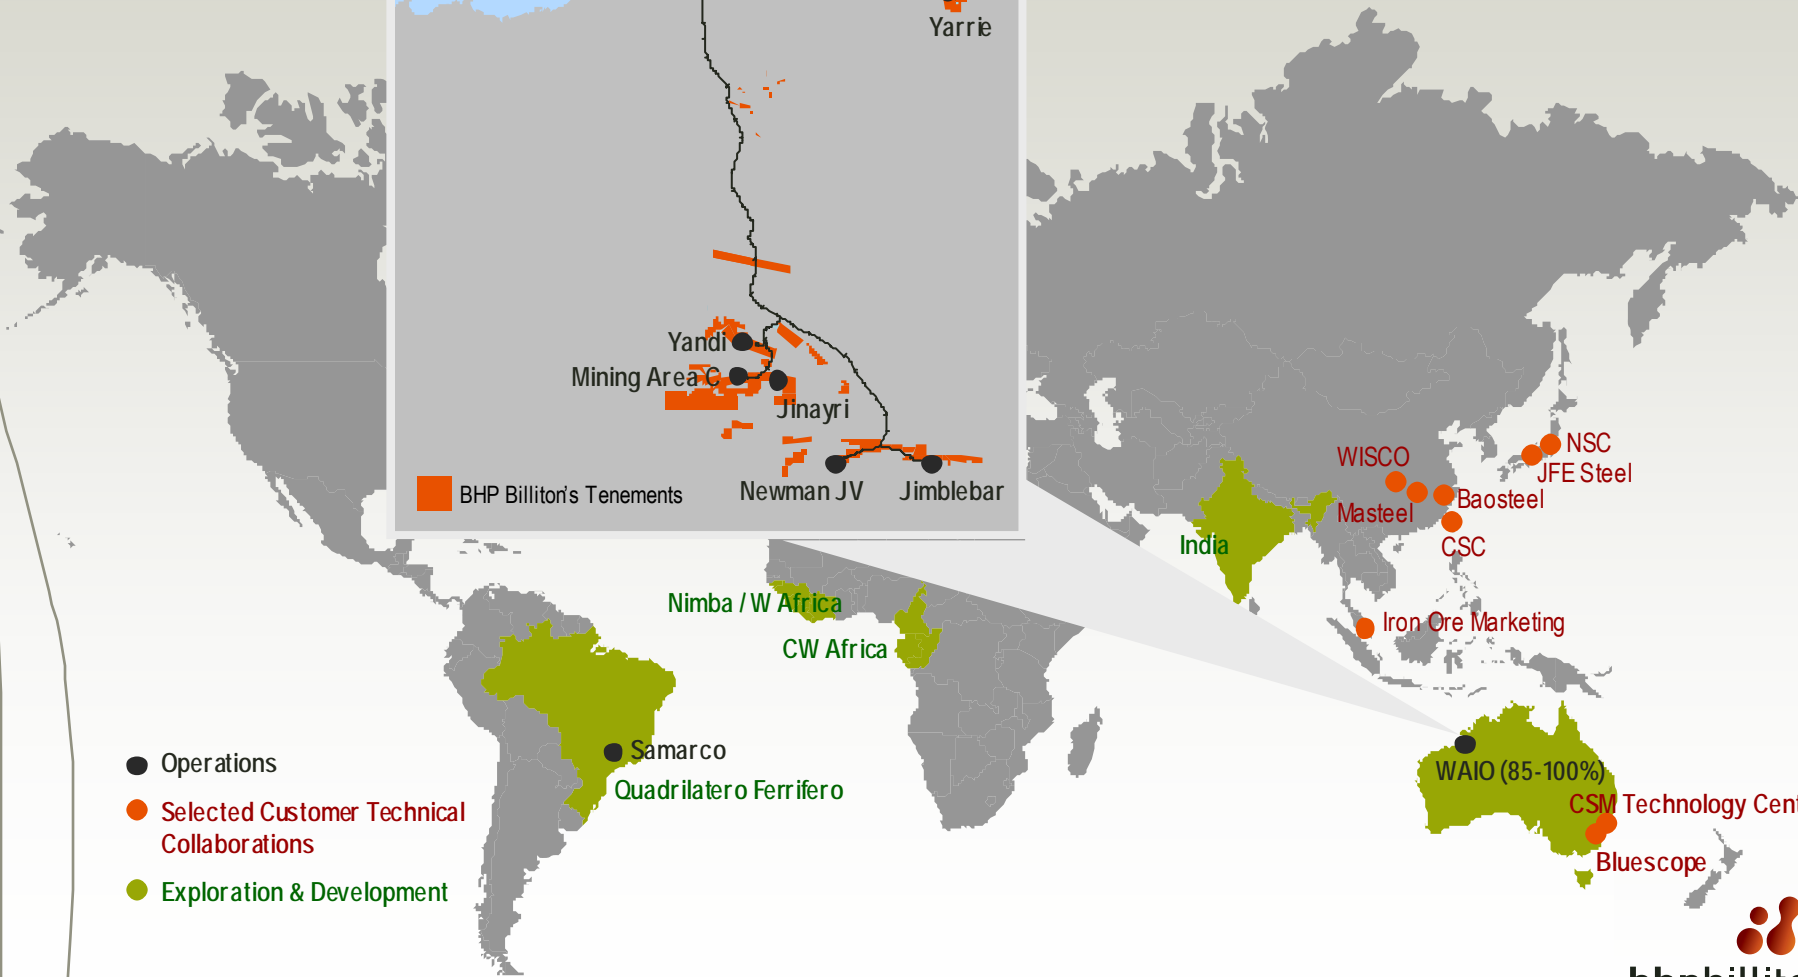 Yarrie
Yandi
Mining Area C
Jinayri
Newman JV
Jimblebar
BHP Billiton's Tenements
NSC
JFE Steel
WISCO
Baosteel
Masteel
CSC
India
Iron Ore Marketing
Nimba / W Africa
CW Africa
Samarco
Quadrilatero Ferrifero
WAIO (85-100%)
CSM Technology Cent
Bluescope
Operations
Selected Customer Technical
Collaborations
Exploration & Development